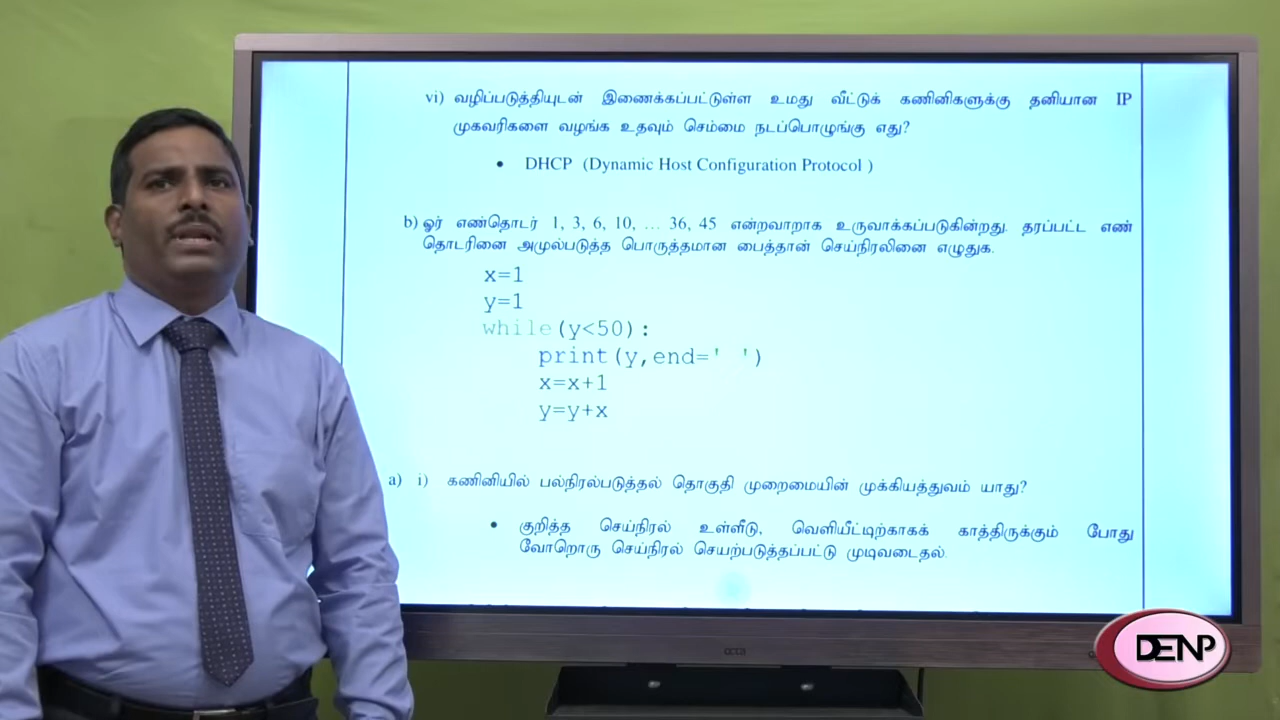 vi) வழிப்படுத்தியுடன் இணைக்கப்பட்டுள்ள உமது வீட்டுக் கணினிகளுக்கு தனியான IP
முகவரிகளை வழங்க உதவும் செம்மை நடப்பொழுங்கு எது?
• DHCP (Dynamic Host Configuration Protocol )
b) ஓர் எண்தொடர் 1, 3, 6, 10, ... 36, 45 என்றவாறாக உருவாக்கப்படுகின்றது. தரப்பட்ட எண்
தொடரினை அமுல்படுத்த பொருத்தமான பைத்தான் செய்நிரலினை எழுதுக.
x=1
y=1
while(y<50):
print(y,end=' ')
x=x+1
y=y+x
a) i) கணினியில் பல்நிரல்படுத்தல் தொகுதி முறைமையின் முக்கியத்துவம் யாது?
• குறித்த செய்நிரல் உள்ளீடு, வெளியீட்டிற்காகக் காத்திருக்கும் போது
வோறொரு செய்நிரல் செயற்படுத்தப்பட்டு முடிவடைதல்.
DENP